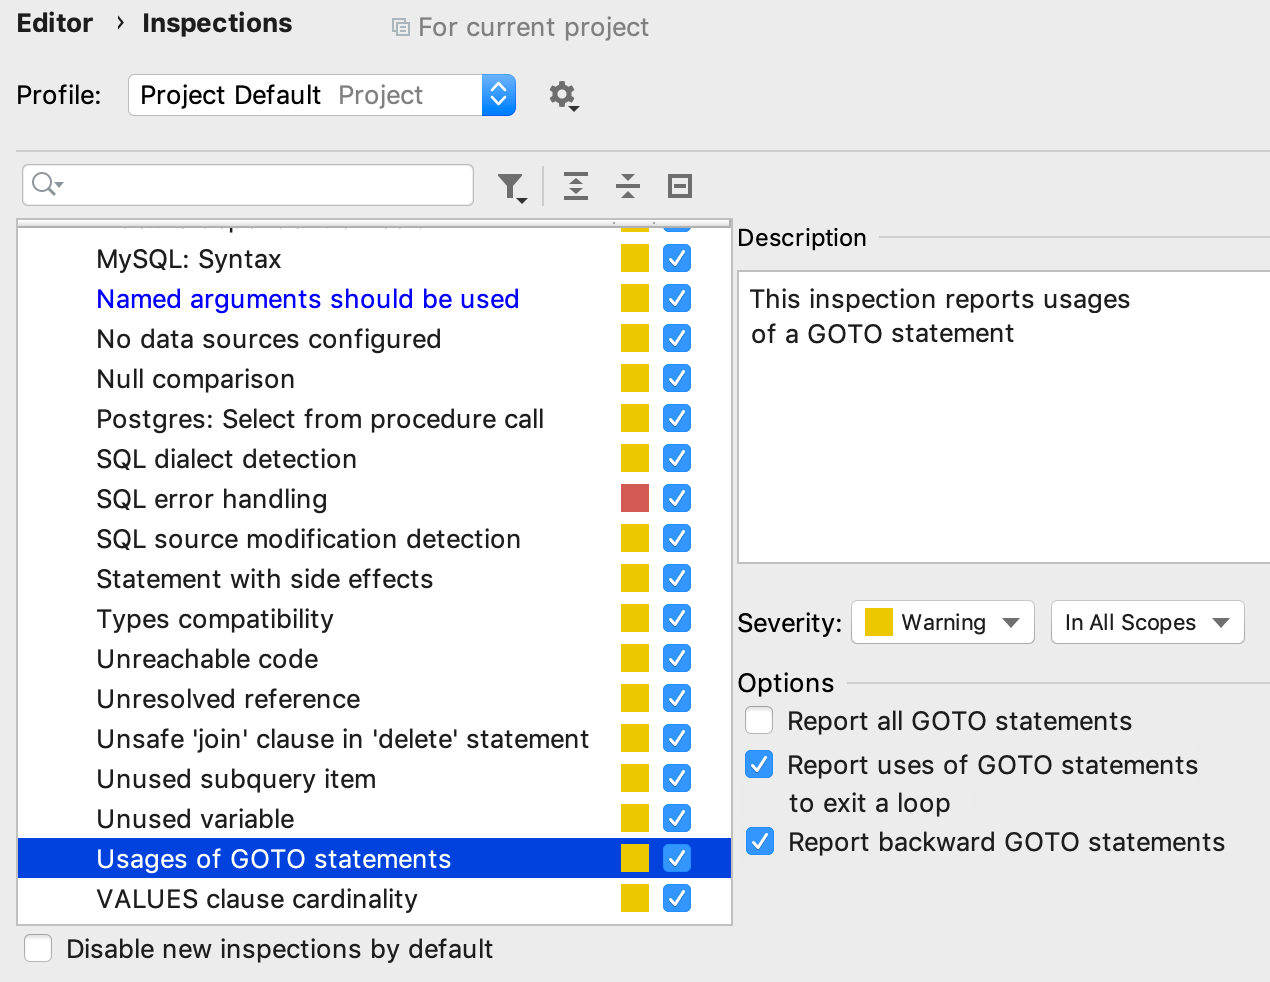 Editor › Inspections
For current project
Profile:
Project Default Project
MySQL: Syntax
Named arguments should be used
No data sources configured
Null comparison
Postgres: Select from procedure call
SQL dialect detection
SQL error handling
SQL source modification detection
Statement with side effects
Types compatibility
Unreachable code
Unresolved reference
Unsafe 'join' clause in 'delete' statement
Unused subquery item
Unused variable
Usages of GOTO statements
VALUES clause cardinality
Disable new inspections by default
Description
This inspection reports usages
of a GOTO statement
Severity:
Warning
In All Scopes
Options
Report all GOTO statements
Report uses of GOTO statements
to exit a loop
Report backward GOTO statements